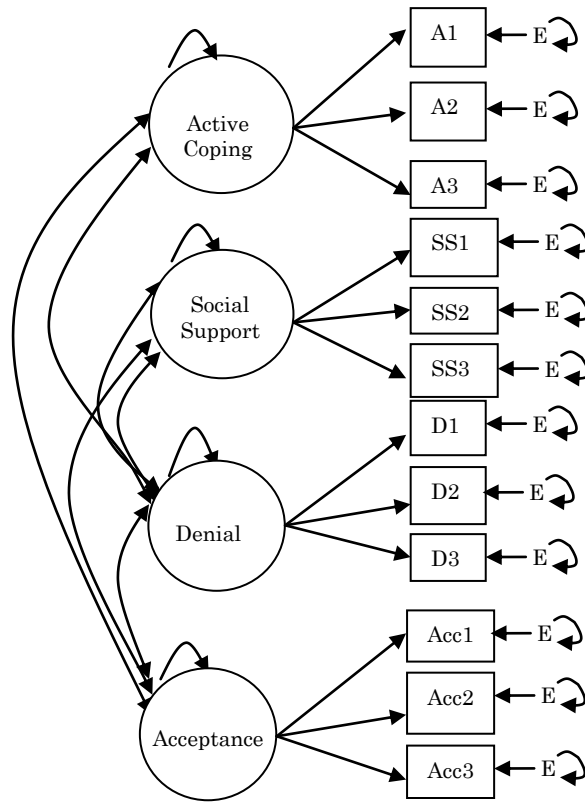 A1 E
Active
Coping
A2 E
A3 E
SS1 E
Social
Support
SS2 E
SS3 E
D1 E
D2 E
Denial
D3 E
Acc1 E
Acc2 E
Acceptance
Acc3 E